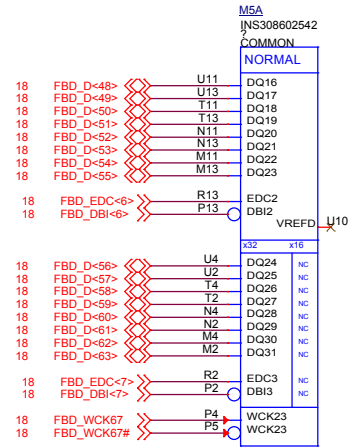 M5A
INS308602542
?
COMMON
NORMAL
18 FBD_D<48> U11 DQ16
18 FBD_D<49> U13 DQ17
18 FBD_D<50> T11 DQ18
18 FBD_D<51> T13 DQ19
18 FBD_D<52> N11 DQ20
18 FBD_D<53> N13 DQ21
18 FBD_D<54> M11 DQ22
18 FBD_D<55> M13 DQ23
18 FBD_EDC<6> R13 EDC2
18 FBD_DBI<6> P13 DBI2
VREFD U10
x32 x16
18 FBD_D<56> U4 DQ24 NC
18 FBD_D<57> U2 DQ25 NC
18 FBD_D<58> T4 DQ26 NC
18 FBD_D<59> T2 DQ27 NC
18 FBD_D<60> N4 DQ28 NC
18 FBD_D<61> N2 DQ29 NC
18 FBD_D<62> M4 DQ30 NC
18 FBD_D<63> M2 DQ31 NC
18 FBD_EDC<7> R2 EDC3 NC
18 FBD_DBI<7> P2 DBI3 NC
18 FBD_WCK67 P4 WCK23
18 FBD_WCK67# P5 WCK23